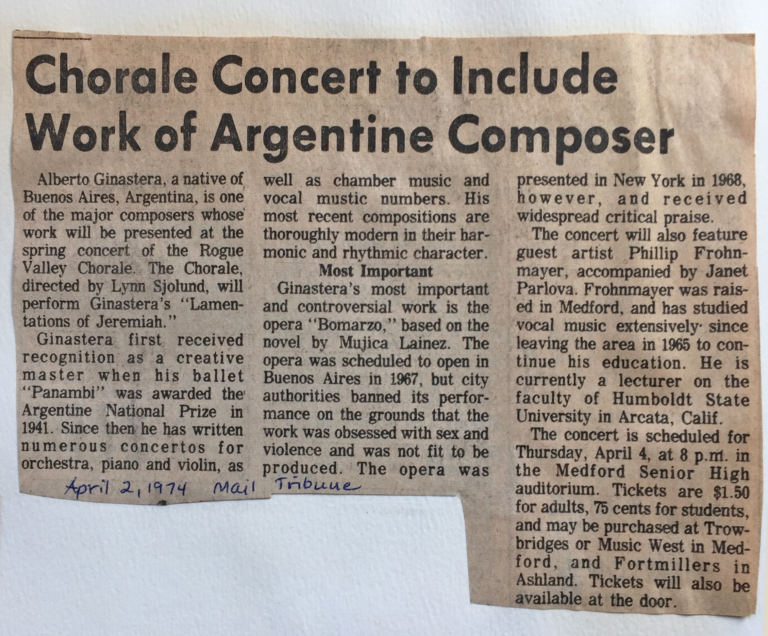 Chorale Concert to Include
Work of Argentine Composer
Alberto Ginastera, a native of
Buenos Aires, Argentina, is one
of the major composers whose
work will be presented at the
spring concert of the Rogue
Valley Chorale. The Chorale,
directed by Lynn Sjolund, will
perform Ginastera's "Lamen-
tations of Jeremiah."
Ginastera first received
recognition as a creative
master when his ballet
"Panambi" was awarded the
Argentine National Prize in
1941. Since then he has written
numerous concertos for
orchestra, piano and violin, as
well as chamber music and
vocal mustic numbers. His
most recent compositions are
thoroughly modern in their har-
monic and rhythmic character.
Most Important
Ginastera's most important
and controversial work is the
opera "Bomarzo," based on the
novel by Mujica Lainez. The
opera was scheduled to open in
Buenos Aires in 1967, but city
authorities banned its perfor-
mance on the grounds that the
work was obsessed with sex and
violence and was not fit to be
produced. The opera was
presented in New York in 1968,
however, and received
widespread critical praise.
The concert will also feature
guest artist Phillip Frohn-
mayer, accompanied by Janet
Parlova. Frohnmayer was rais-
ed in Medford, and has studied
vocal music extensively since
leaving the area in 1965 to con-
tinue his education. He is
currently a lecturer on the
faculty of Humboldt State
University in Arcata, Calif.
The concert is scheduled for
Thursday, April 4, at 8 p.m. in
the Medford Senior High
auditorium. Tickets are $1.50
for adults, 75 cents for students,
and may be purchased at Trow-
bridges or Music West in Med-
ford, and Fortmillers in
Ashland. Tickets will also be
available at the door.
April 2, 1974 Mail Tribune